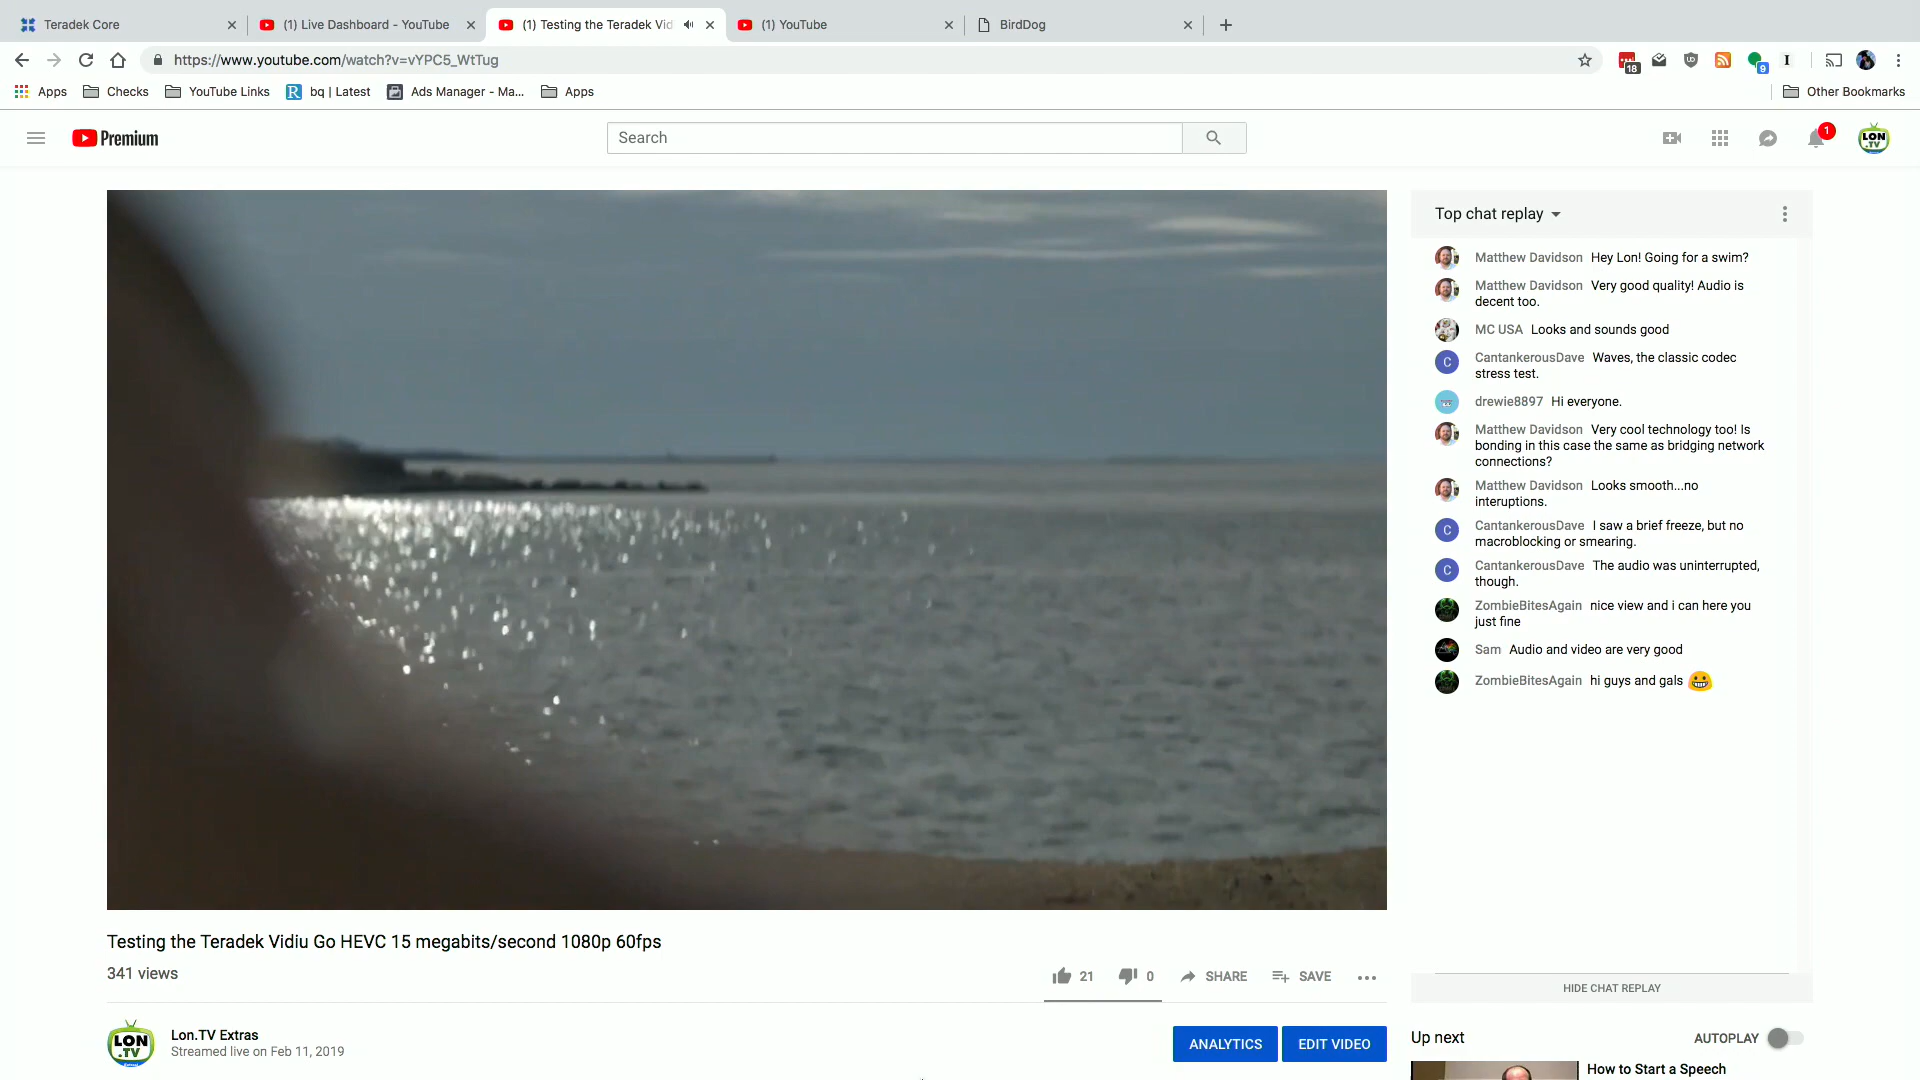 Teradek Core
(1) Live Dashboard - YouTube
(1) Testing the Teradek Vid
(1) YouTube
BirdDog
https://www.youtube.com/watch?v=vYPC5_WtTug
18
9
I
Apps
Checks
YouTube Links
R
bq | Latest
Ads Manager - Ma...
Apps
Other Bookmarks
Premium
Search
1
LON
.TV
Top chat replay
Matthew Davidson Hey Lon! Going for a swim?
Matthew Davidson Very good quality! Audio is
decent too.
MC USA Looks and sounds good
C
CantankerousDave Waves, the classic codec
stress test.
drewie8897 Hi everyone.
Matthew Davidson Very cool technology too! Is
bonding in this case the same as bridging network
connections?
Matthew Davidson Looks smooth...no
interuptions.
C
CantankerousDave I saw a brief freeze, but no
macroblocking or smearing.
C
CantankerousDave The audio was uninterrupted,
though.
ZombieBitesAgain nice view and i can here you
just fine
Sam Audio and video are very good
ZombieBitesAgain hi guys and gals 😀
HIDE CHAT REPLAY
Testing the Teradek Vidiu Go HEVC 15 megabits/second 1080p 60fps
341 views
21
0
SHARE
SAVE
LON
.TV
Lon.TV Extras
Streamed live on Feb 11, 2019
ANALYTICS
EDIT VIDEO
Up next
AUTOPLAY
How to Start a Speech